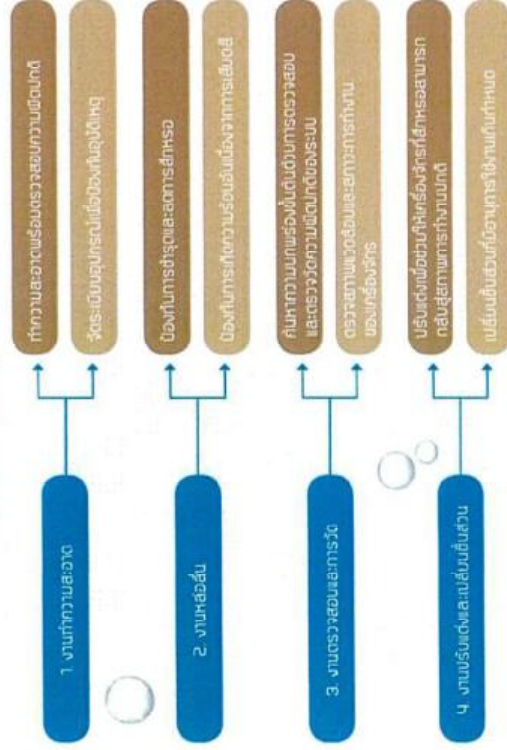 1. งานทำความสะอาด
ทำความสะอาดพร้อมตรวจสอบความผิดปกติ
จัดระเบียบอุปกรณ์เพื่อป้องกันอุบัติเหตุ
2. งานหล่อลื่น
ป้องกันการชำรุดและลดการสึกหรอ
ป้องกันการเกิดความร้อนอันเนื่องจากการเสียดสี
3. งานตรวจสอบและการวัด
ค้นหาความบกพร่องขั้นต้นด้วยการตรวจสอบ
และตรวจวัดความผิดปกติของระบบ
ตรวจสภาพแวดล้อมและสภาวะการทำงาน
ของเครื่องจักร
4. งานปรับแต่งและเปลี่ยนชิ้นส่วน
ปรับแต่งเพื่อช่วยให้เครื่องจักรที่สึกหรอสามารถ
กลับสู่สภาพการทำงานปกติ
เปลี่ยนชิ้นส่วนที่มีอายุการใช้งานเกินกำหนด